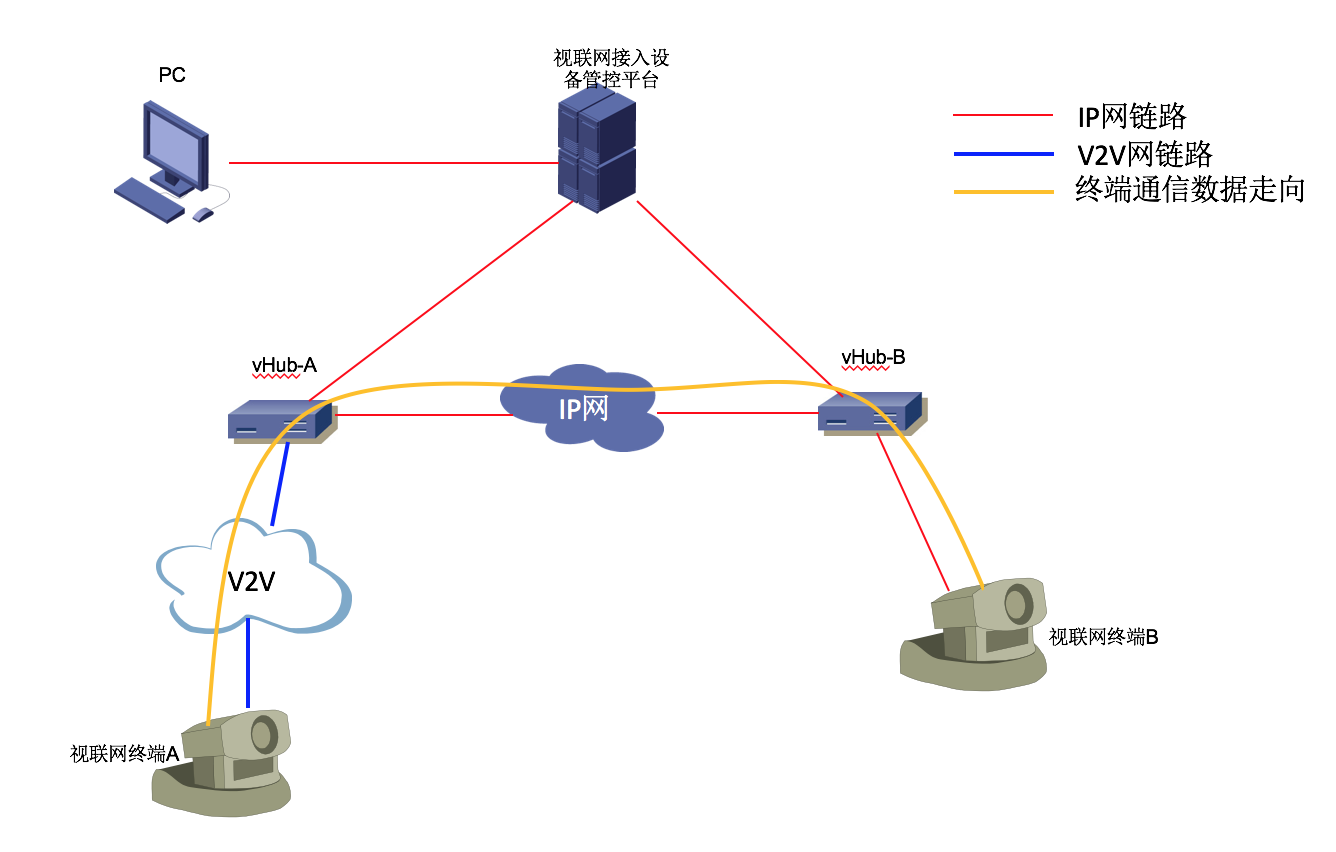 PC
视联网接入设
备管控平台
IP网链路
V2V网链路
终端通信数据走向
vHub-A
vHub-B
IP网
V2V
视联网终端B
视联网终端A